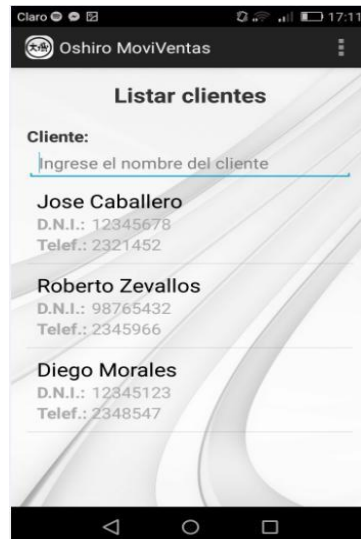 Claro
17:11
Oshiro MoviVentas
Listar clientes
Cliente:
Ingrese el nombre del cliente
Jose Caballero
D.N.I.: 12345678
Telef.: 2321452
Roberto Zevallos
D.N.I.: 98765432
Telef.: 2345966
Diego Morales
D.N.I.: 12345123
Telef.: 2348547